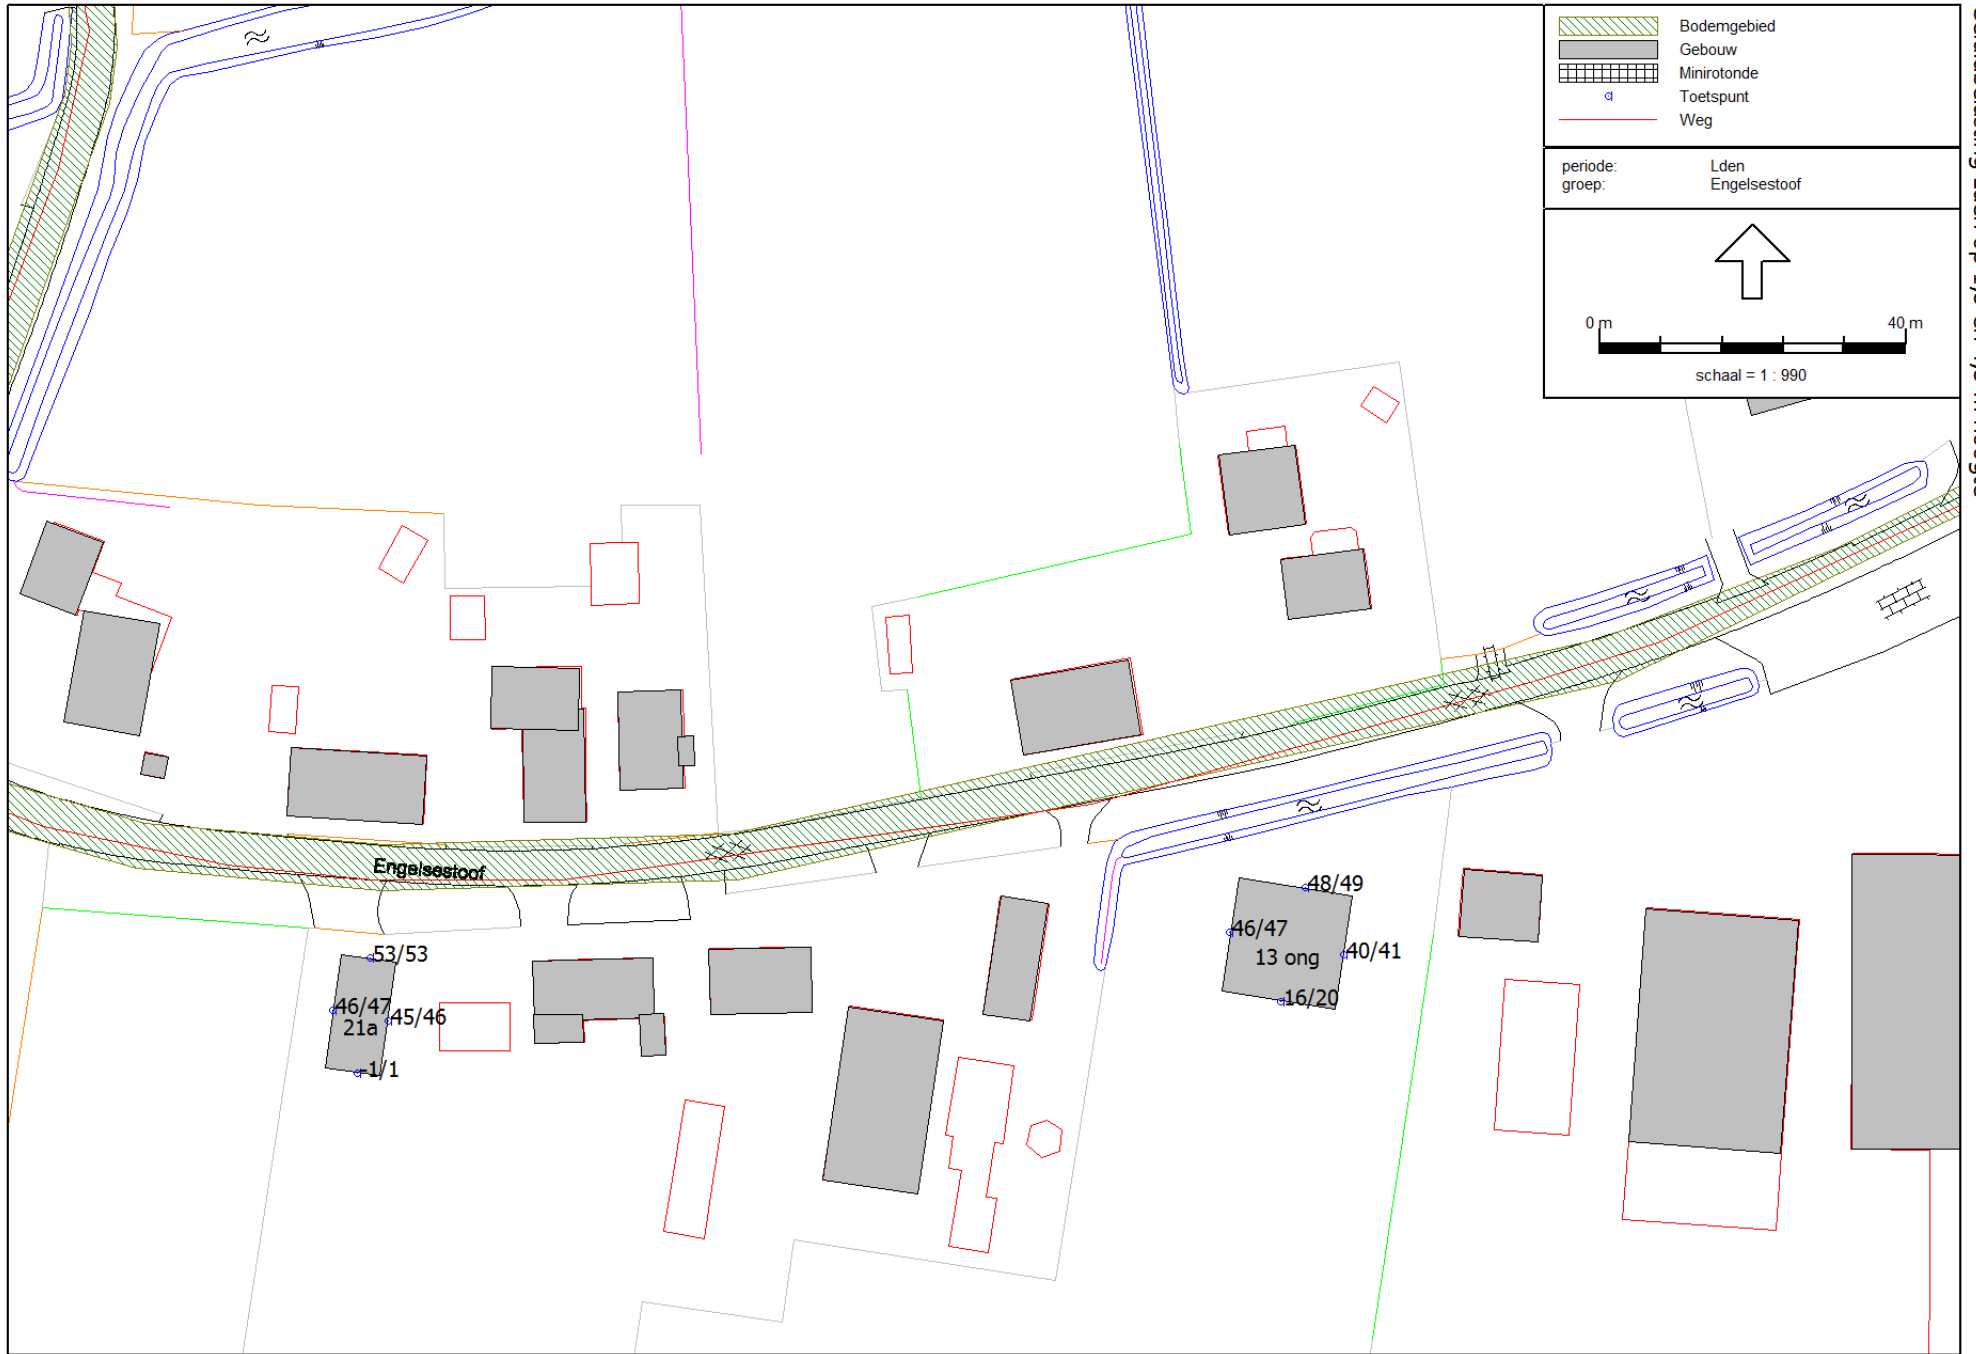 Bodemgebied
Gebouw
Minirotonde
Toetspunt
Weg
periode: Lden
groep: Engelsestoof
0 m 40 m
schaal = 1 : 990
Engelsestoof
48/49
46/47
40/41
13 ong
16/20
53/53
46/47
45/46
21a
-1/1